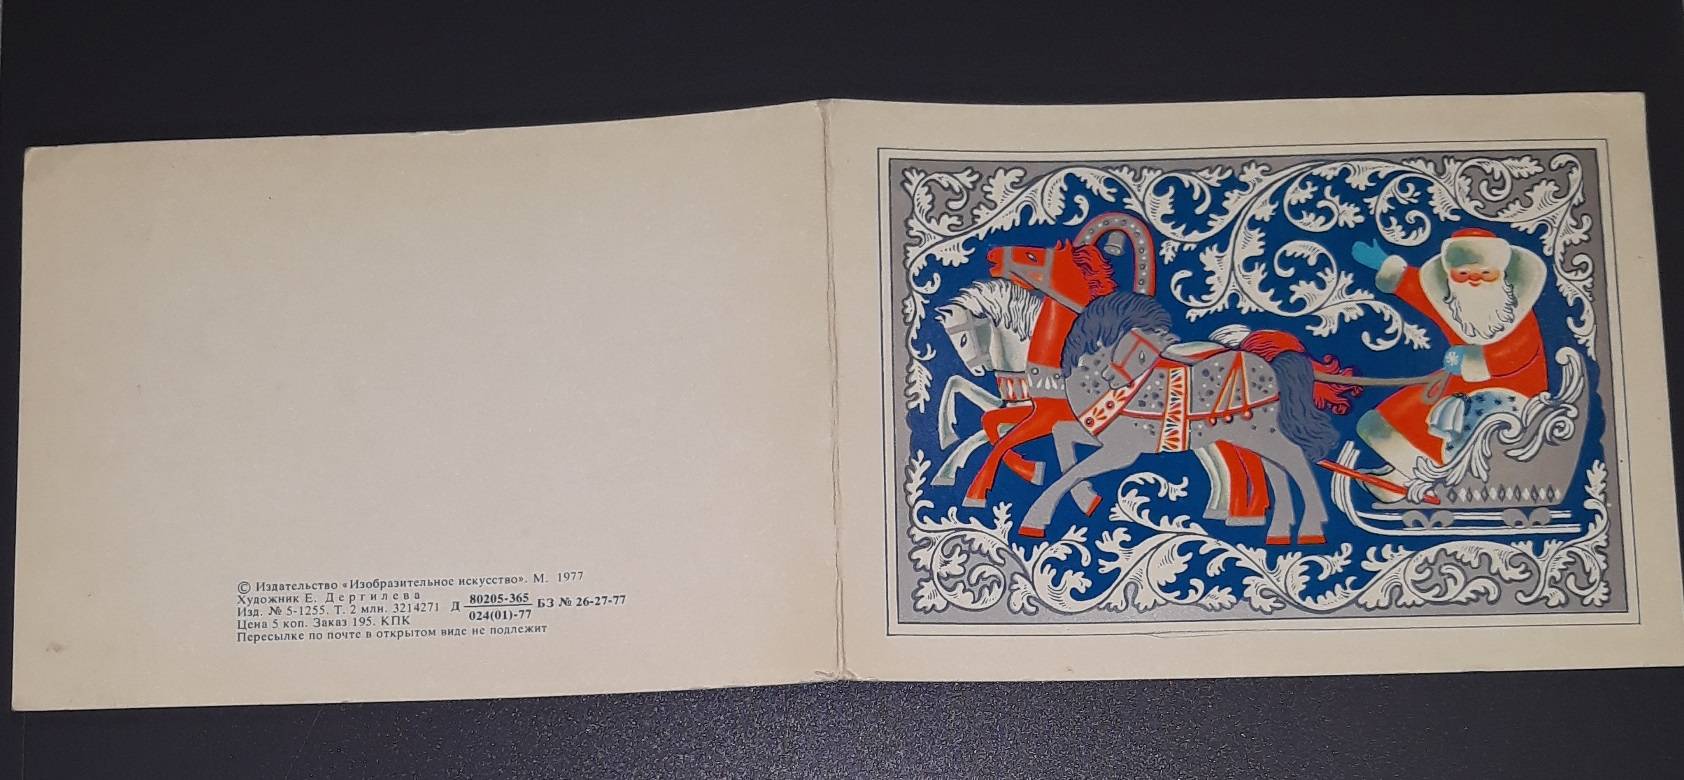 © Издательство «Изобразительное искусство». М. 1977
Художник Е. Дергилева
Изд. № 5-1255. Т. 2 млн. 3214271 Д 80205-365 БЗ № 26-27-77
024(01)-77
Цена 5 коп. Заказ 195. КПК
Пересылке по почте в открытом виде не подлежит